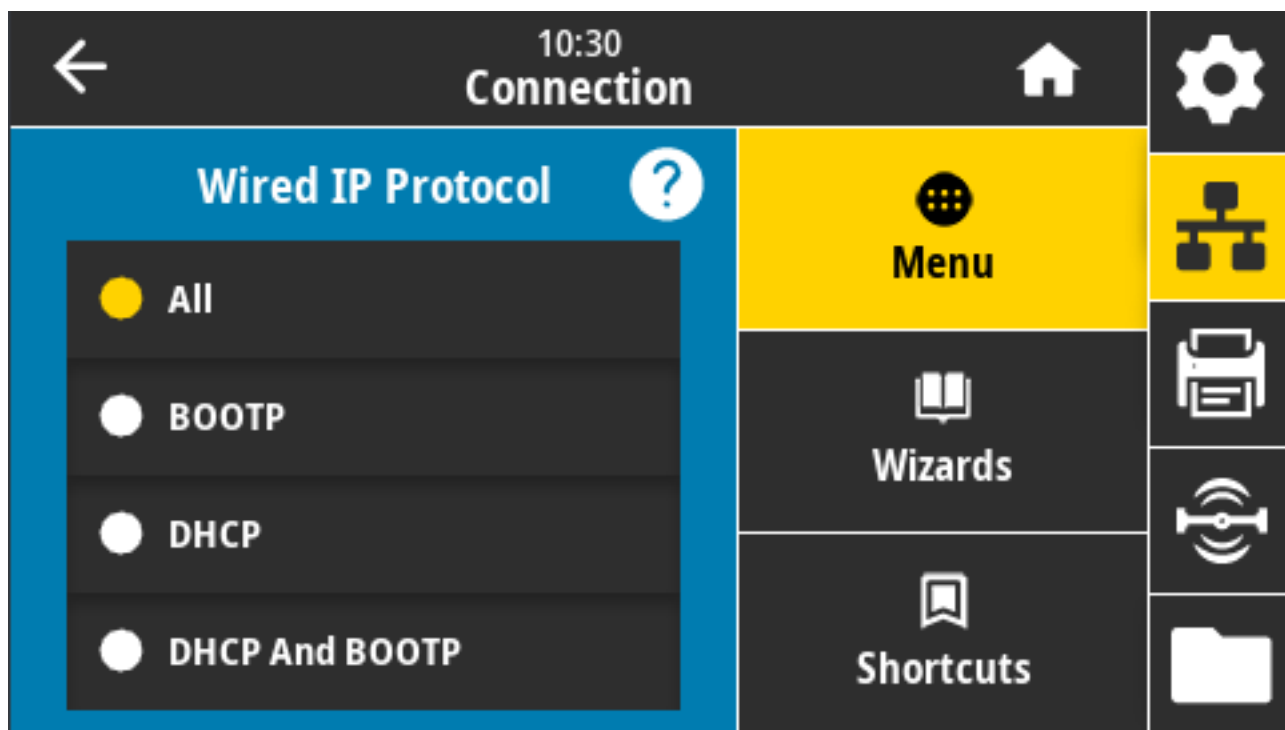 10:30
Connection
Wired IP Protocol
?
All
BOOTP
DHCP
DHCP And BOOTP
Menu
Wizards
Shortcuts